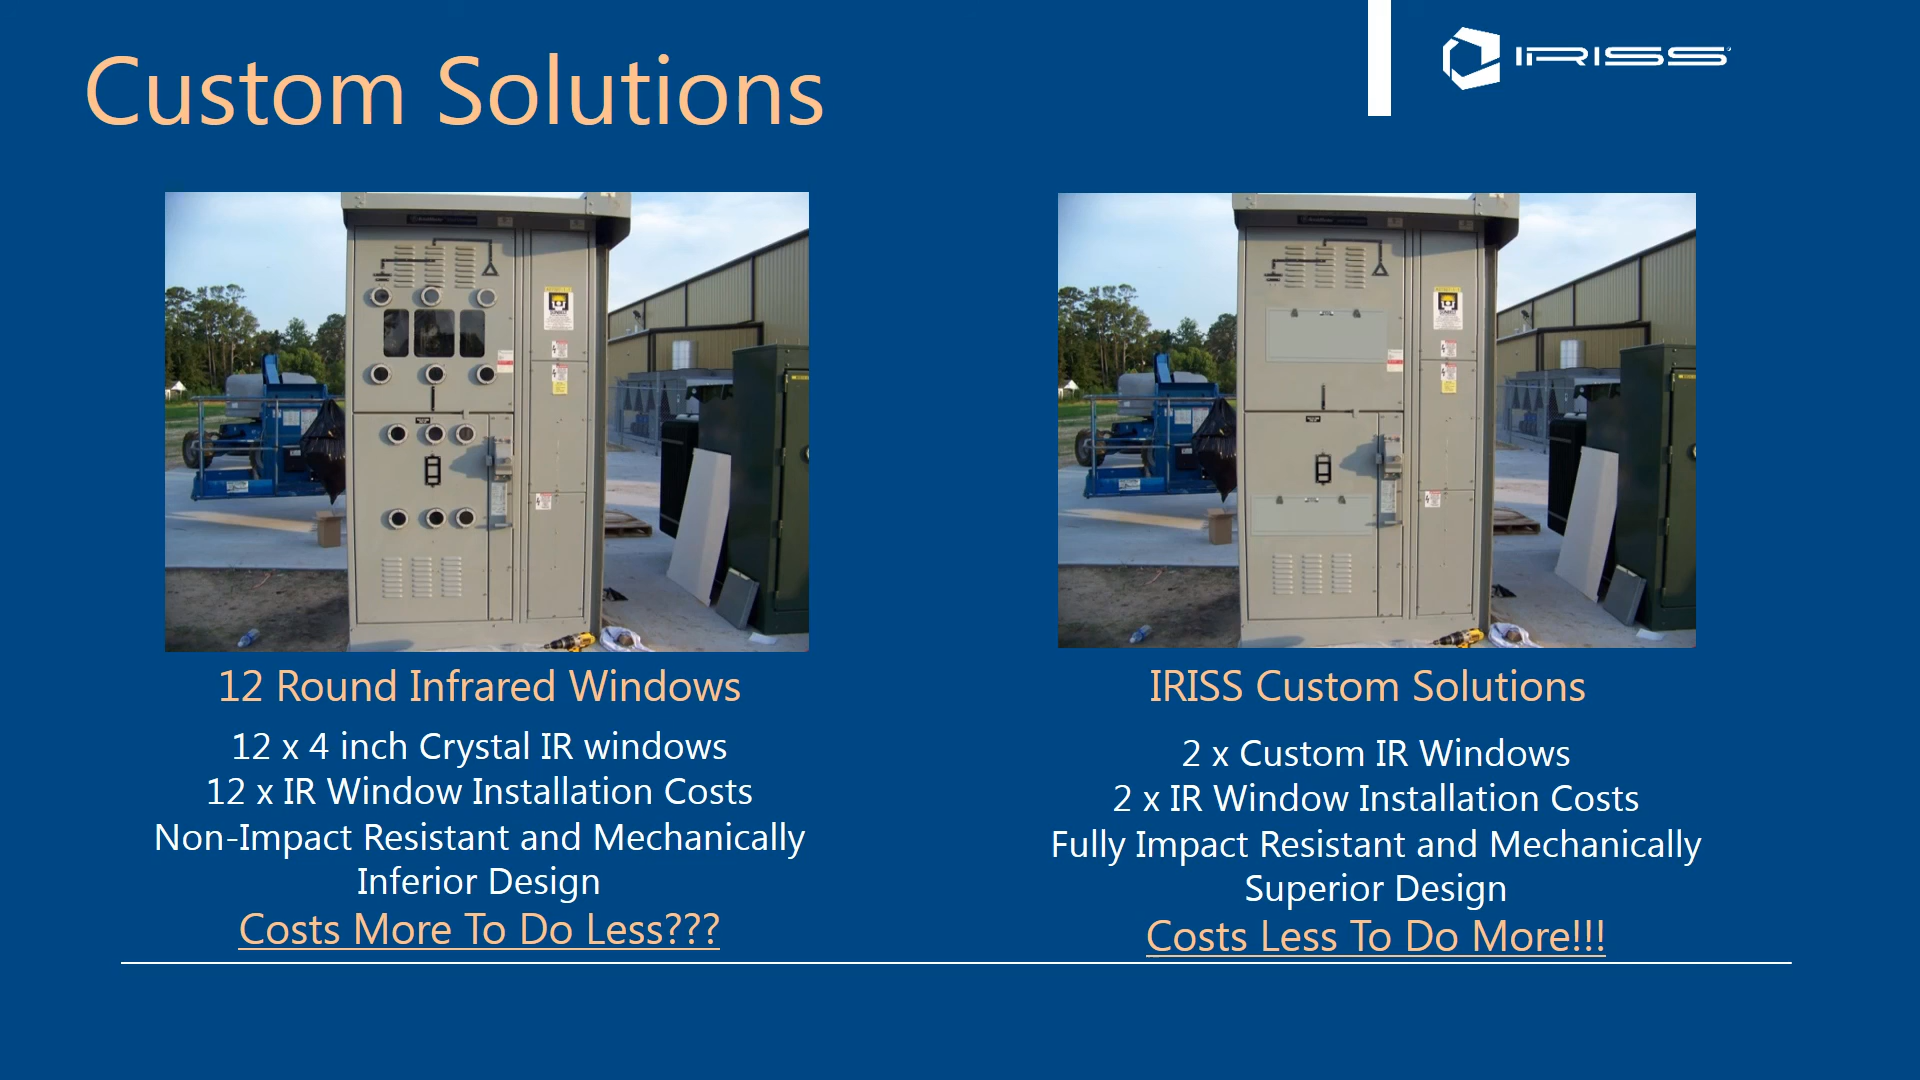 Custom Solutions
IRISS
12 Round Infrared Windows
12 x 4 inch Crystal IR windows
12 x IR Window Installation Costs
Non-Impact Resistant and Mechanically
Inferior Design
Costs More To Do Less???
IRISS Custom Solutions
2 x Custom IR Windows
2 x IR Window Installation Costs
Fully Impact Resistant and Mechanically
Superior Design
Costs Less To Do More!!!